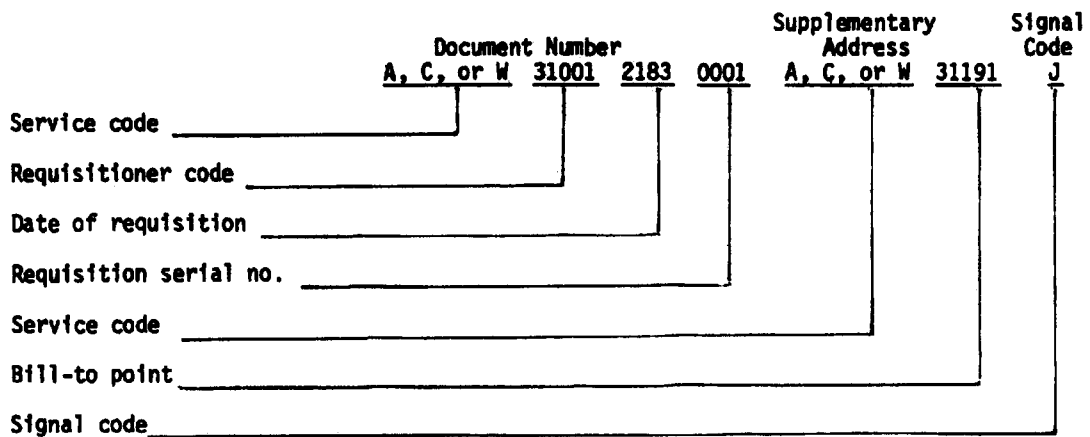 Supplementary Signal
Document Number Address Code
A, C, or W 31001 2183 0001 A, C, or W 31191 J
Service code
Requisitioner code
Date of requisition
Requisition serial no.
Service code
Bill-to point
Signal code